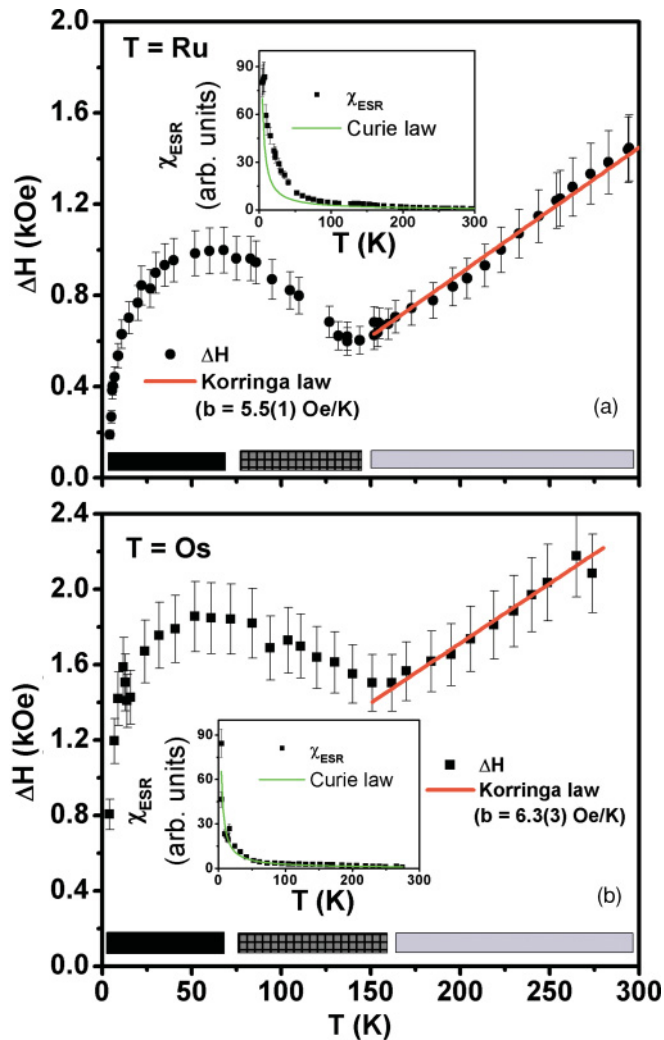 2.0
1.6
1.2
0.8
0.4
0.0
ΔH (kOe)
T = Ru
90
60
30
0
χESR
(arb. units)
χESR
Curie law
0 100 200 300
T (K)
ΔH
Korringa law
(b = 5.5(1) Oe/K)
(a)
2.4
2.0
1.6
1.2
0.8
0.4
0.0
ΔH (kOe)
T = Os
90
60
30
0
χESR
(arb. units)
χESR
Curie law
0 100 200 300
T (K)
ΔH
Korringa law
(b = 6.3(3) Oe/K)
(b)
0 50 100 150 200 250 300
T (K)